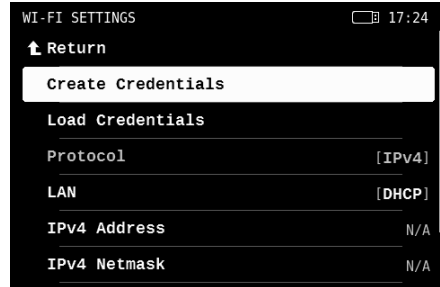 WI-FI SETTINGS 17:24
Return
Create Credentials
Load Credentials
Protocol [IPv4]
LAN [DHCP]
IPv4 Address N/A
IPv4 Netmask N/A